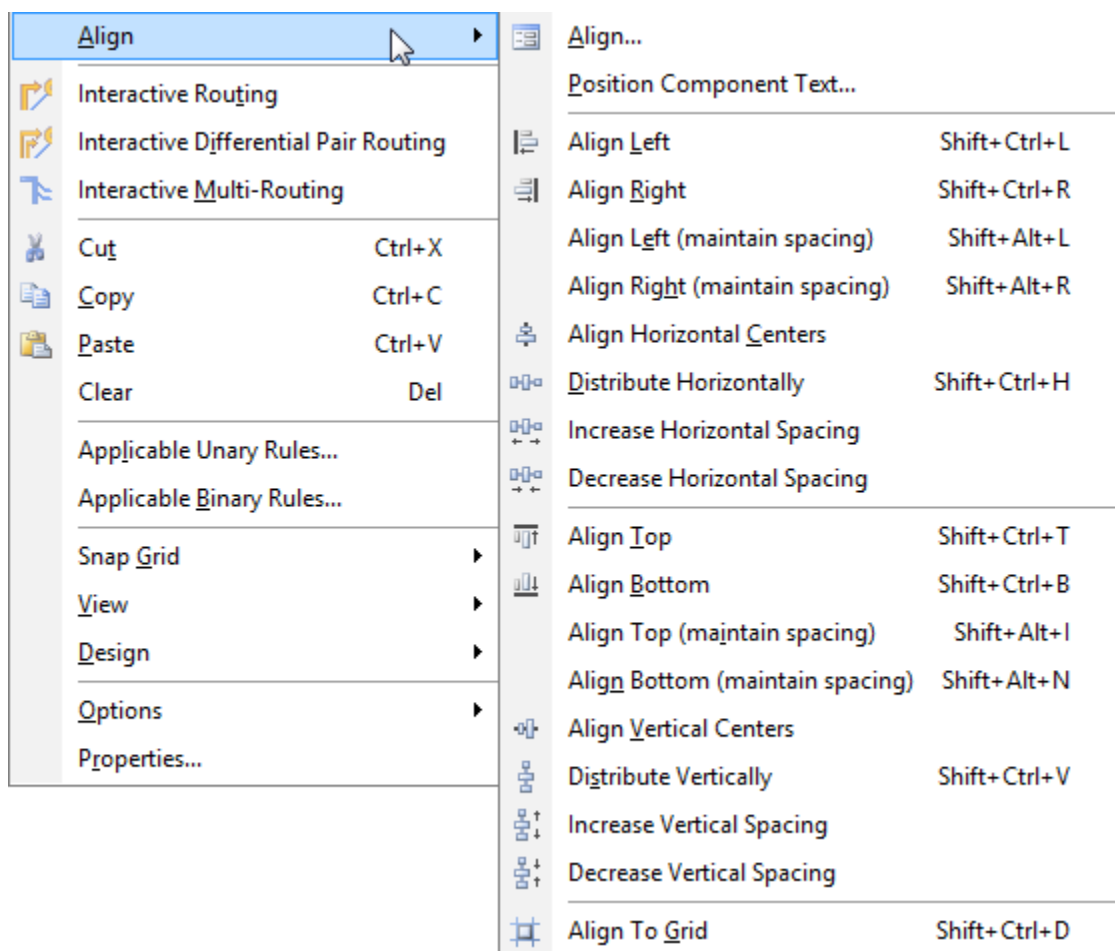 Align
Interactive Routing
Interactive Differential Pair Routing
Interactive Multi-Routing
Cut Ctrl+X
Copy Ctrl+C
Paste Ctrl+V
Clear Del
Applicable Unary Rules...
Applicable Binary Rules...
Snap Grid
View
Design
Options
Properties...
Align...
Position Component Text...
Align Left Shift+Ctrl+L
Align Right Shift+Ctrl+R
Align Left (maintain spacing) Shift+Alt+L
Align Right (maintain spacing) Shift+Alt+R
Align Horizontal Centers
Distribute Horizontally Shift+Ctrl+H
Increase Horizontal Spacing
Decrease Horizontal Spacing
Align Top Shift+Ctrl+T
Align Bottom Shift+Ctrl+B
Align Top (maintain spacing) Shift+Alt+I
Align Bottom (maintain spacing) Shift+Alt+N
Align Vertical Centers
Distribute Vertically Shift+Ctrl+V
Increase Vertical Spacing
Decrease Vertical Spacing
Align To Grid Shift+Ctrl+D